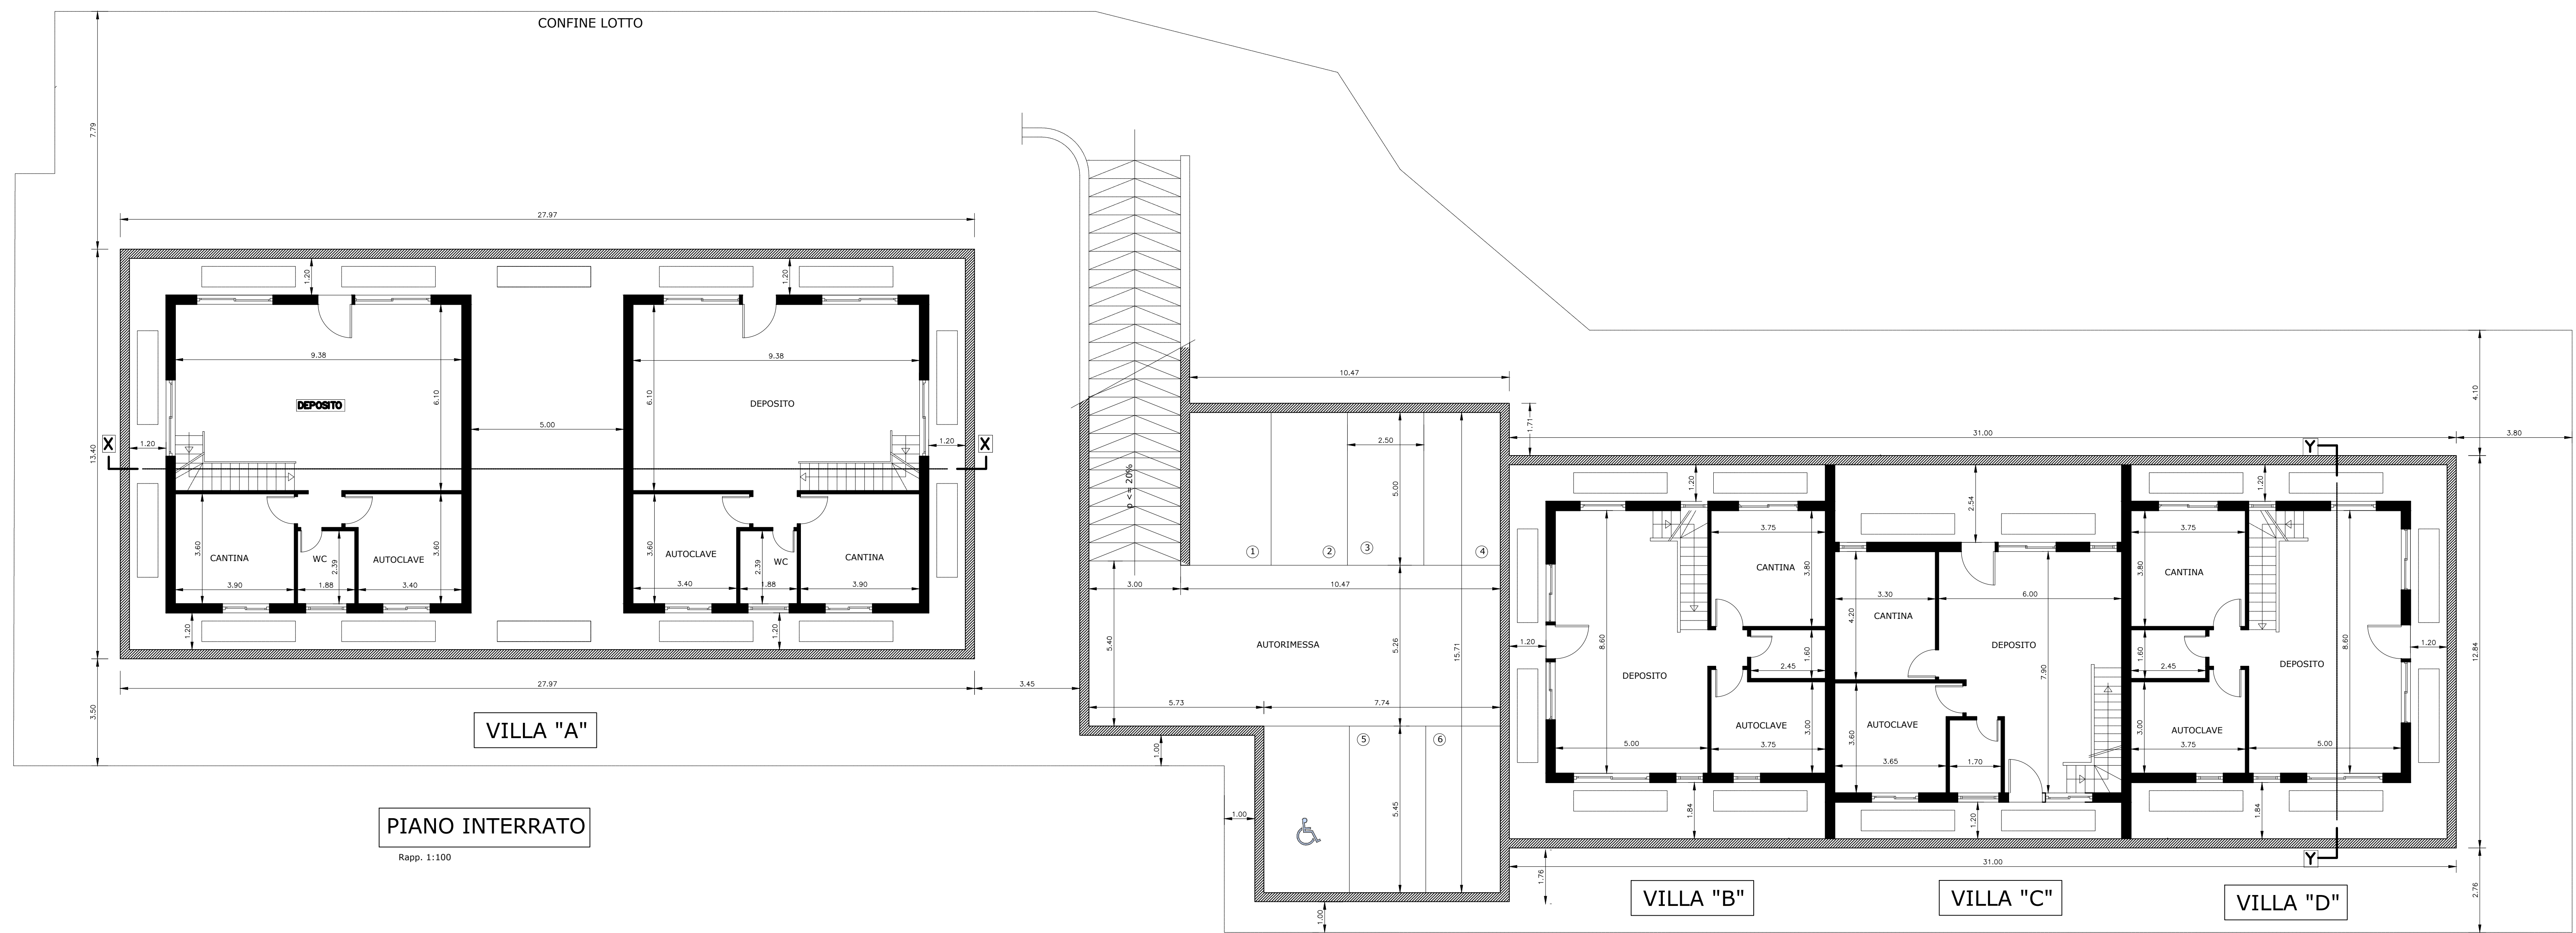 CONFINE LOTTO
7.79
27.97
1.20
1.20
9.38
9.38
6.10
6.10
DEPOSITO
DEPOSITO
5.00
13.40
X
X
1.20
1.20
3.60
3.60
3.60
CANTINA
WC
2.39
AUTOCLAVE
AUTOCLAVE
2.39
WC
CANTINA
3.90
1.88
3.40
3.40
1.88
3.90
1.20
1.20
27.97
3.45
3.50
VILLA "A"
PIANO INTERRATO
Rapp. 1:100
p <= 20%
10.47
1.71
2.50
5.00
1
2
3
4
3.00
10.47
5.40
AUTORIMESSA
5.26
15.71
5.73
7.74
1.00
5
6
1.00
5.45
1.00
31.00
3.80
4.10
Y
1.20
2.54
1.20
3.75
3.75
CANTINA
3.80
3.80
CANTINA
3.30
6.00
4.20
CANTINA
1.20
8.60
1.60
DEPOSITO
1.60
8.60
1.20
2.45
7.90
2.45
DEPOSITO
DEPOSITO
12.84
AUTOCLAVE
3.00
AUTOCLAVE
3.00
AUTOCLAVE
5.00
3.75
3.60
3.65
1.70
3.75
5.00
1.84
1.20
1.84
Y
31.00
1.76
2.76
VILLA "B"
VILLA "C"
VILLA "D"